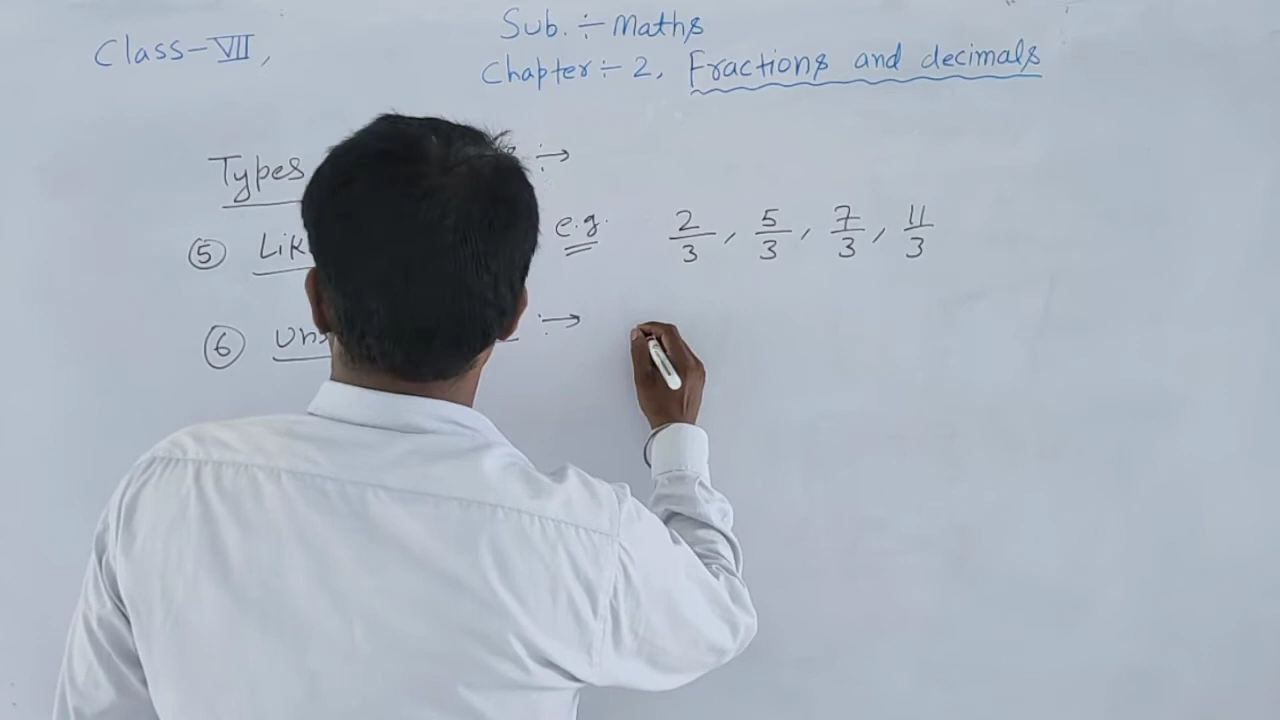 Class-VII,
Sub. ÷ Maths
Chapter :- 2, Fractions and decimals
Types :→
⑤ Lik e.g. 2/3, 5/3, 7/3, 11/3
⑥ :→